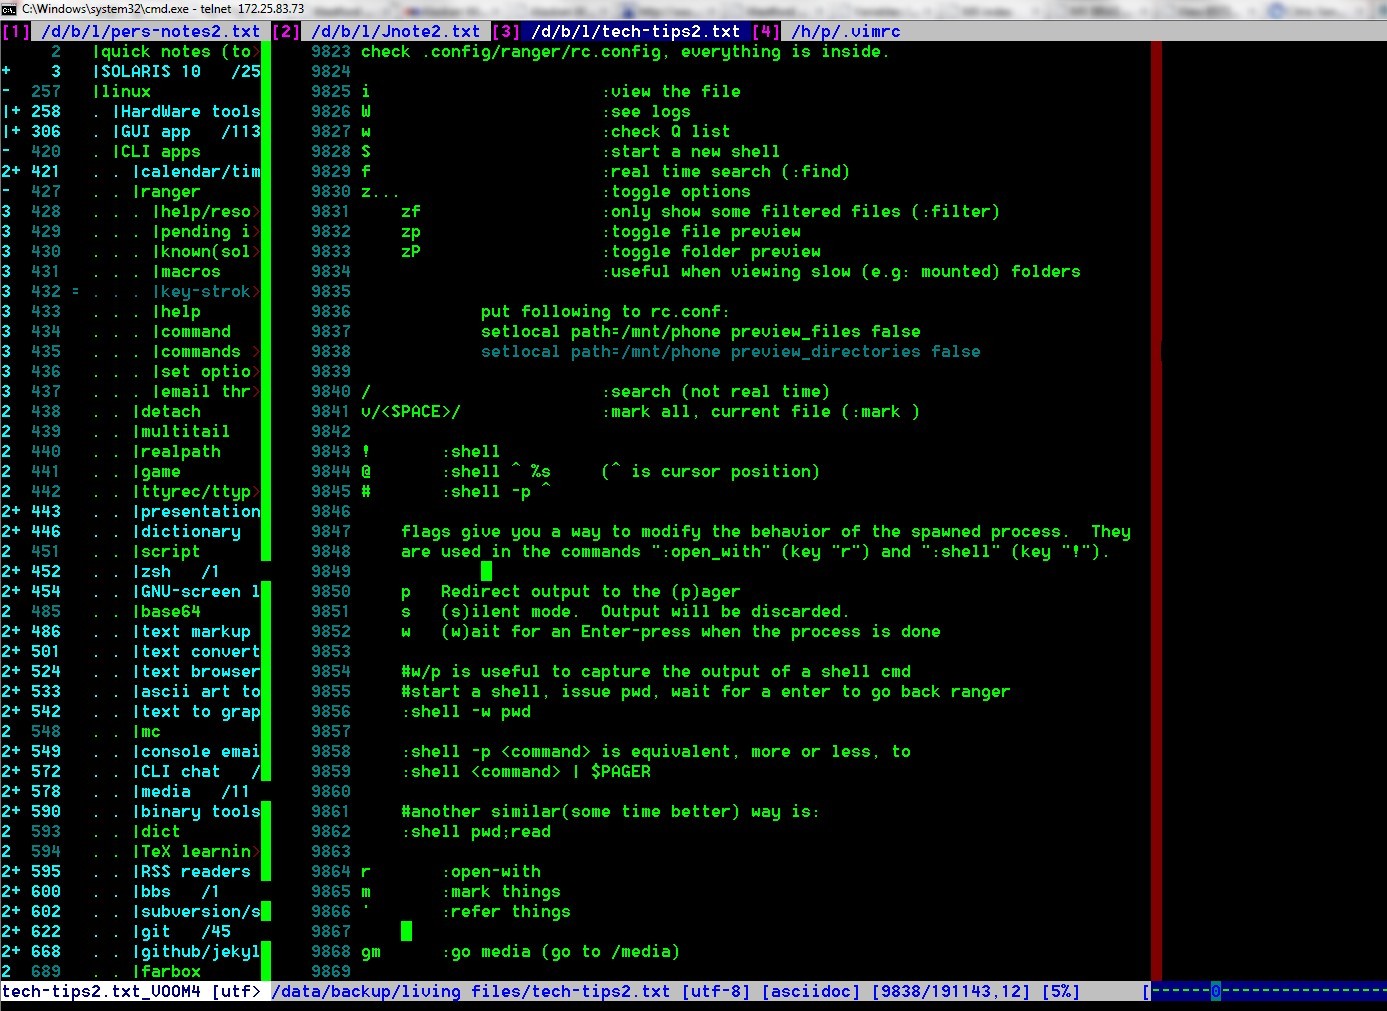 C:\Windows\system32\cmd.exe - telnet 172.25.83.73
[1] /d/b/l/pers-notes2.txt [2] /d/b/l/Jnote2.txt [3] /d/b/l/tech-tips2.txt [4] /h/p/.vimrc
2 |quick notes (to> 9823 check .config/ranger/rc.config, everything is inside.
+ 3 |SOLARIS 10 /25 9824
- 257 |linux 9825 i :view the file
|+ 258 . |HardWare tools 9826 W :see logs
|+ 306 . |GUI app /113 9827 w :check Q list
- 420 . |CLI apps 9828 S :start a new shell
2+ 421 . . |calendar/tim 9829 f :real time search (:find)
- 427 . . |ranger 9830 z... :toggle options
3 428 . . . |help/reso> 9831 zf :only show some filtered files (:filter)
3 429 . . . |pending i> 9832 zp :toggle file preview
3 430 . . . |known(sol> 9833 zP :toggle folder preview
3 431 . . . |macros 9834 :useful when viewing slow (e.g: mounted) folders
3 432 = . . . |key-strok> 9835
3 433 . . . |help 9836 put following to rc.conf:
3 434 . . . |command 9837 setlocal path=/mnt/phone preview_files false
3 435 . . . |commands > 9838 setlocal path=/mnt/phone preview_directories false
3 436 . . . |set optio> 9839
3 437 . . . |email thr> 9840 / :search (not real time)
2 438 . . |detach 9841 v/<SPACE>/ :mark all, current file (:mark )
2 439 . . |multitail 9842
2 440 . . |realpath 9843 ! :shell
2 441 . . |game 9844 @ :shell ^ %s (^ is cursor position)
2 442 . . |ttyrec/ttyp> 9845 # :shell -p ^
2+ 443 . . |presentation 9846
2+ 446 . . |dictionary 9847 flags give you a way to modify the behavior of the spawned process. They
2 451 . . |script 9848 are used in the commands ":open_with" (key "r") and ":shell" (key "!").
2+ 452 . . |zsh /1 9849
2+ 454 . . |GNU-screen l 9850 p Redirect output to the (p)ager
2 485 . . |base64 9851 s (s)ilent mode. Output will be discarded.
2+ 486 . . |text markup 9852 w (w)ait for an Enter-press when the process is done
2+ 501 . . |text convert 9853
2+ 524 . . |text browser 9854 #w/p is useful to capture the output of a shell cmd
2+ 533 . . |ascii art to 9855 #start a shell, issue pwd, wait for a enter to go back ranger
2+ 542 . . |text to grap 9856 :shell -w pwd
2 548 . . |mc 9857
2+ 549 . . |console emai 9858 :shell -p <command> is equivalent, more or less, to
2+ 572 . . |CLI chat / 9859 :shell <command> | $PAGER
2+ 578 . . |media /11 9860
2+ 590 . . |binary tools 9861 #another similar(some time better) way is:
2 593 . . |dict 9862 :shell pwd;read
2 594 . . |TeX learnin> 9863
2+ 595 . . |RSS readers 9864 r :open-with
2+ 600 . . |bbs /1 9865 m :mark things
2+ 602 . . |subversion/s 9866 ' :refer things
2+ 622 . . |git /45 9867
2+ 668 . . |github/jekyl 9868 gm :go media (go to /media)
2 689 . . |farbox 9869
tech-tips2.txt_VOOM4 [utf> /data/backup/living files/tech-tips2.txt [utf-8] [asciidoc] [9838/191143,12] [5%] [------0-----------------